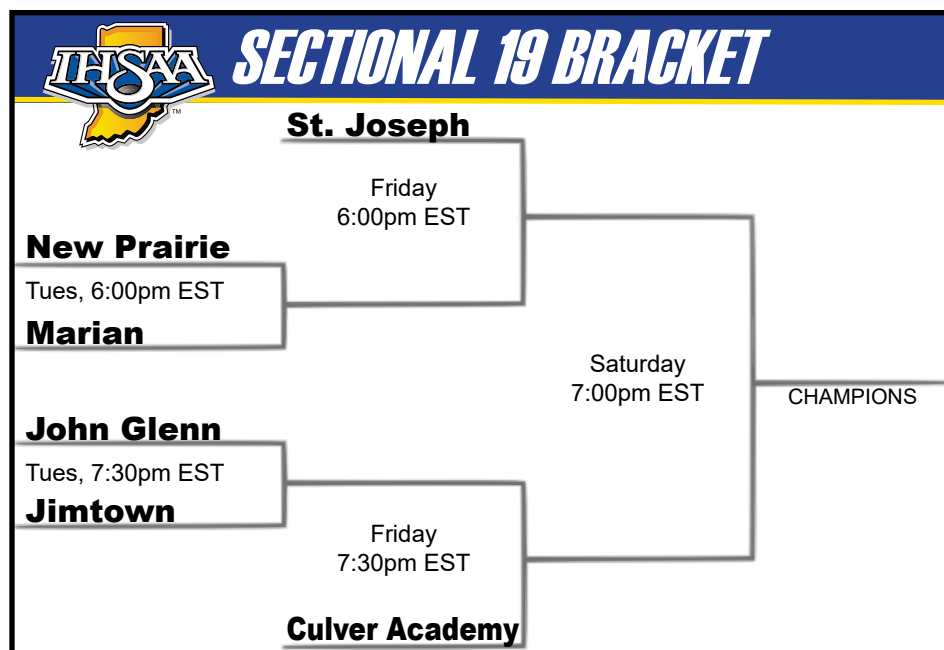 IHSAA
TM
SECTIONAL 19 BRACKET
St. Joseph
Friday
6:00pm EST
New Prairie
Tues, 6:00pm EST
Marian
Saturday
7:00pm EST
CHAMPIONS
John Glenn
Tues, 7:30pm EST
Jimtown
Friday
7:30pm EST
Culver Academy